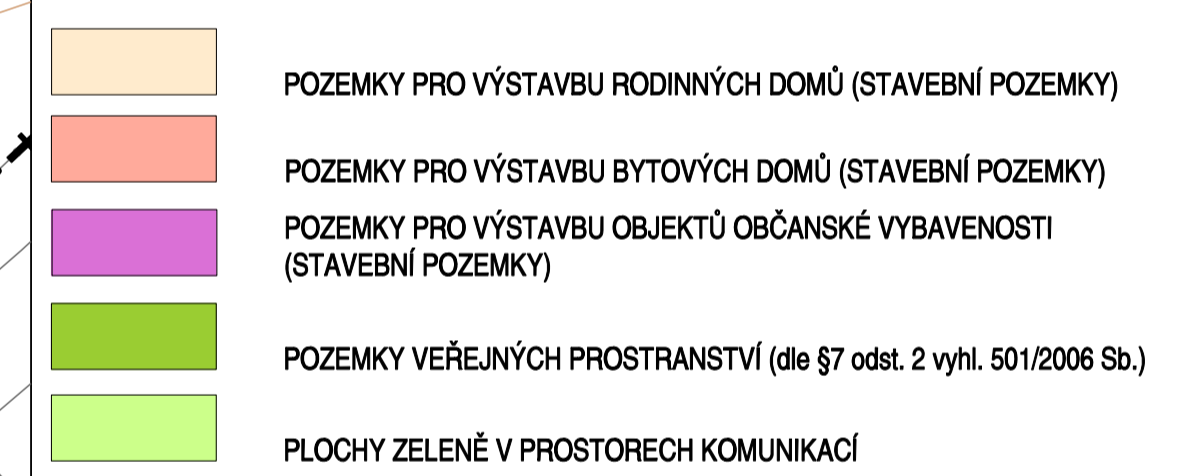 POZEMKY PRO VÝSTAVBU RODINNÝCH DOMŮ (STAVEBNÍ POZEMKY)
POZEMKY PRO VÝSTAVBU BYTOVÝCH DOMŮ (STAVEBNÍ POZEMKY)
POZEMKY PRO VÝSTAVBU OBJEKTŮ OBČANSKÉ VYBAVENOSTI
(STAVEBNÍ POZEMKY)
POZEMKY VEŘEJNÝCH PROSTRANSTVÍ (dle §7 odst. 2 vyhl. 501/2006 Sb.)
PLOCHY ZELENĚ V PROSTORECH KOMUNIKACÍ